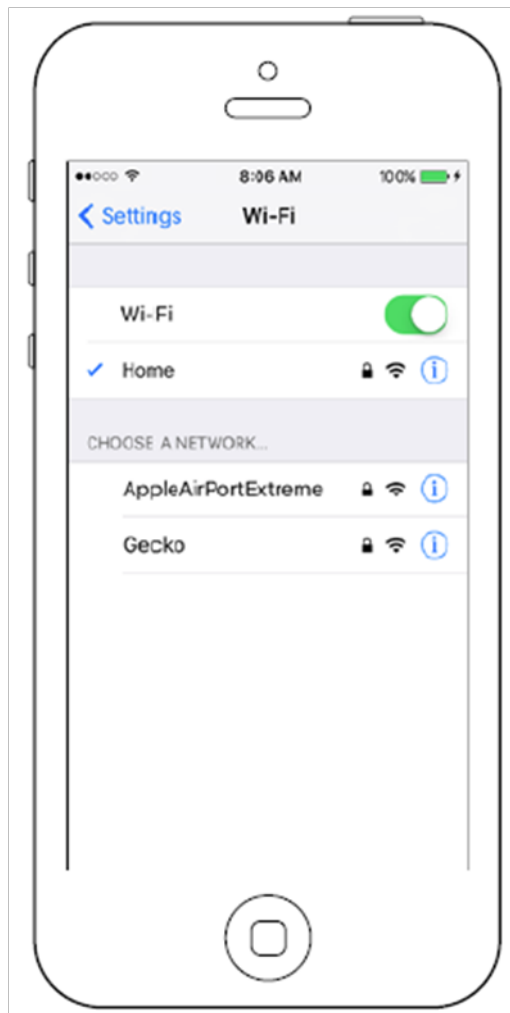 8:06 AM 100%
Settings Wi-Fi
Wi-Fi
Home
CHOOSE A NETWORK...
AppleAirPortExtreme
Gecko